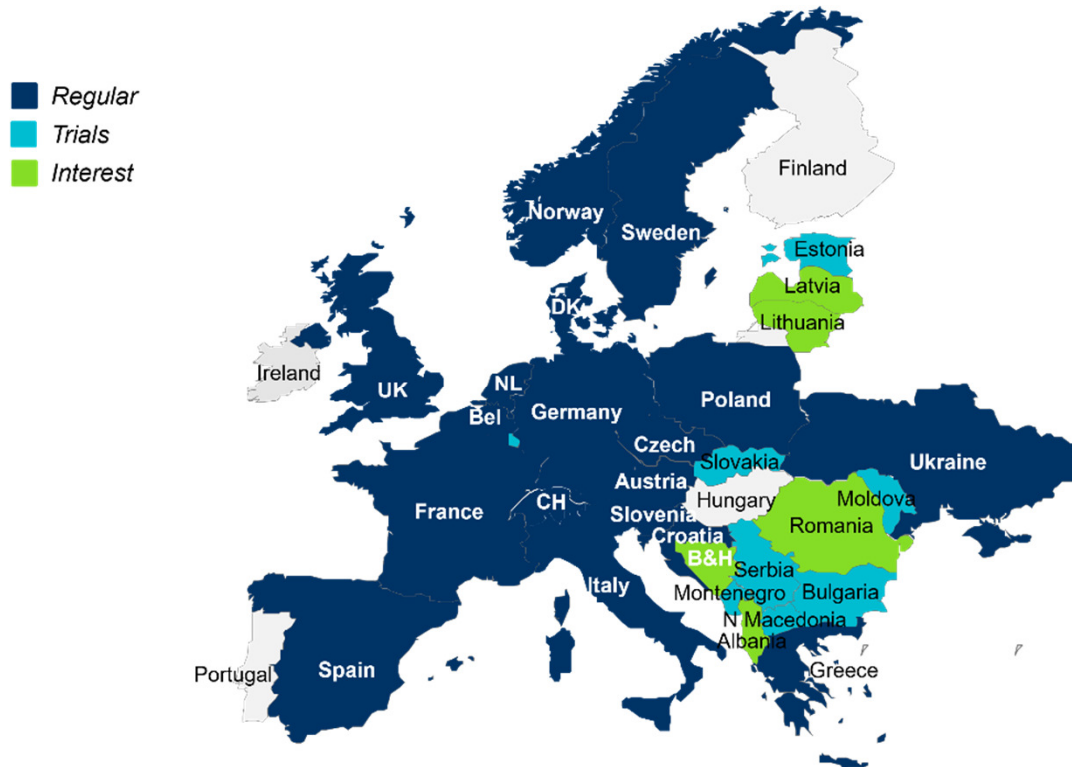 Regular
Trials
Interest
Finland
Norway
Sweden
Estonia
Latvia
DK
Lithuania
Ireland
NL
UK
Bel
Germany
Poland
Czech
Slovakia
Ukraine
Austria
Hungary
Moldova
CH
France
Slovenia
Romania
Croatia
B&H
Serbia
Italy
Montenegro
Bulgaria
N Macedonia
Albania
Portugal
Spain
Greece